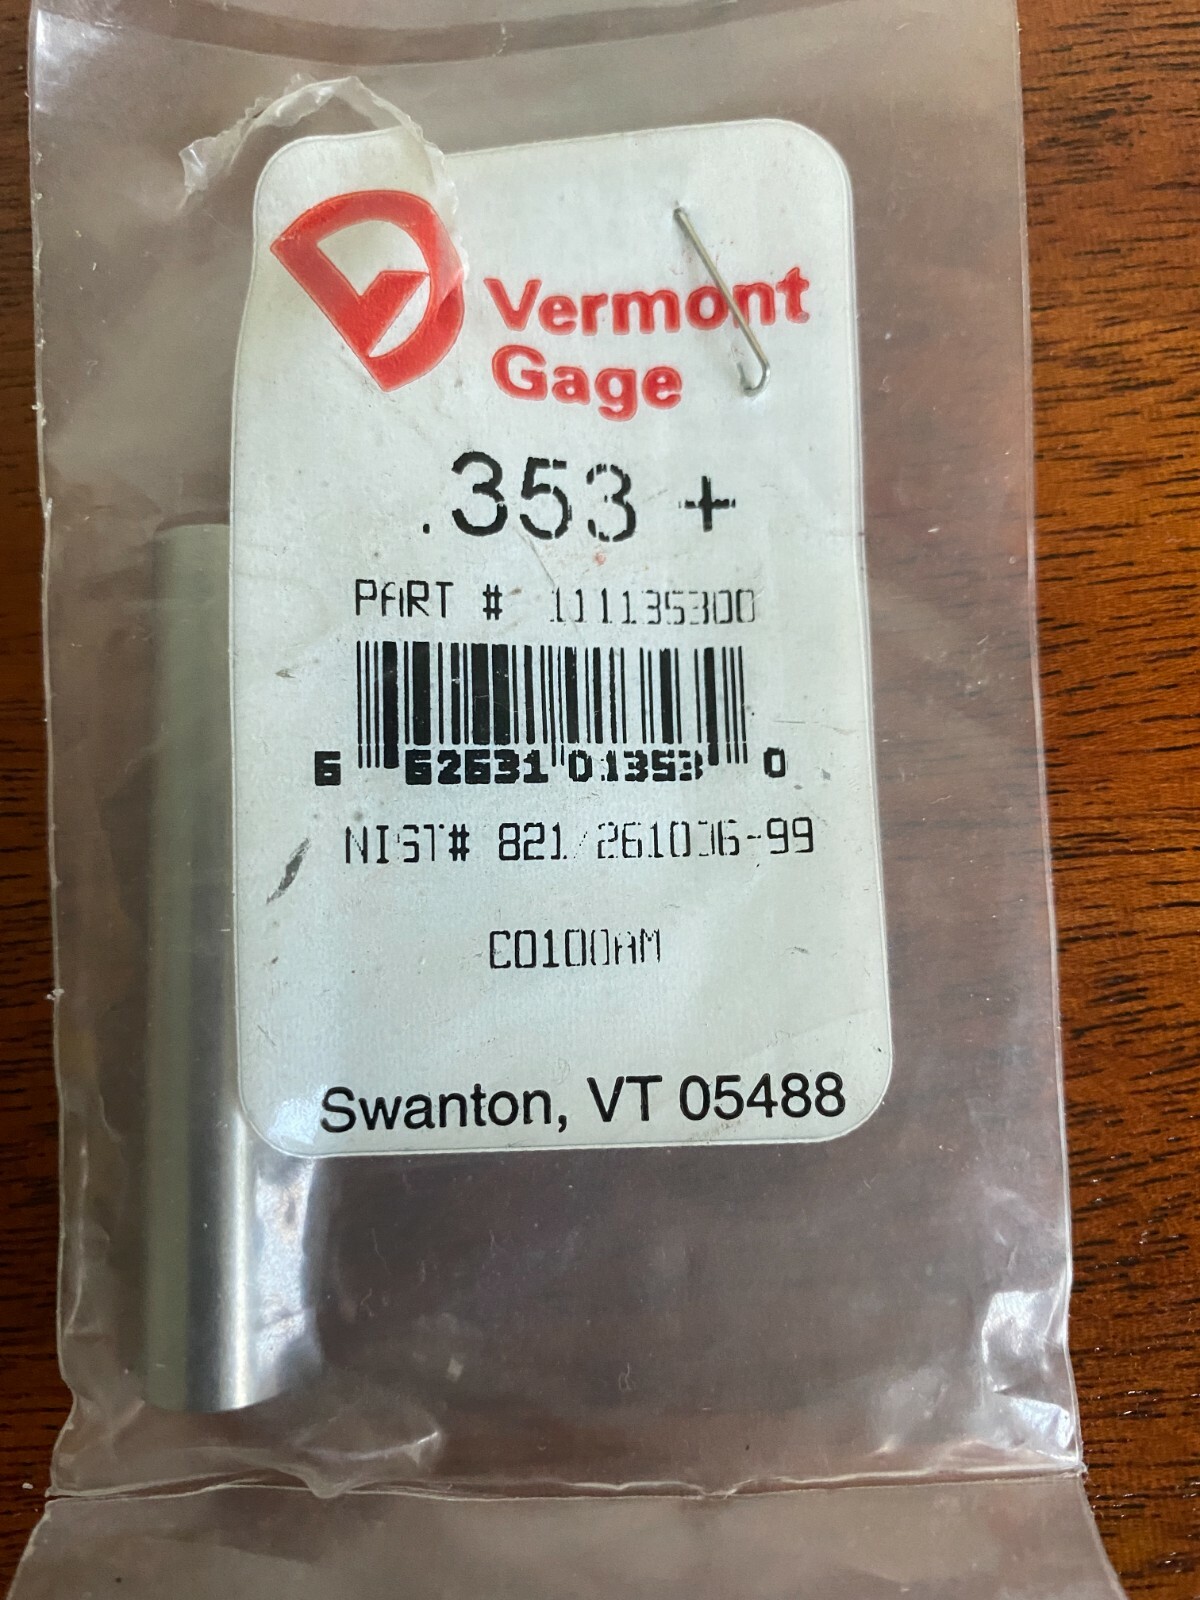 Vermont
Gage
.353 +
PART # 111135300
6 62631 01353 0
NIST# 821/261036-99
C0100AM
Swanton, VT 05488